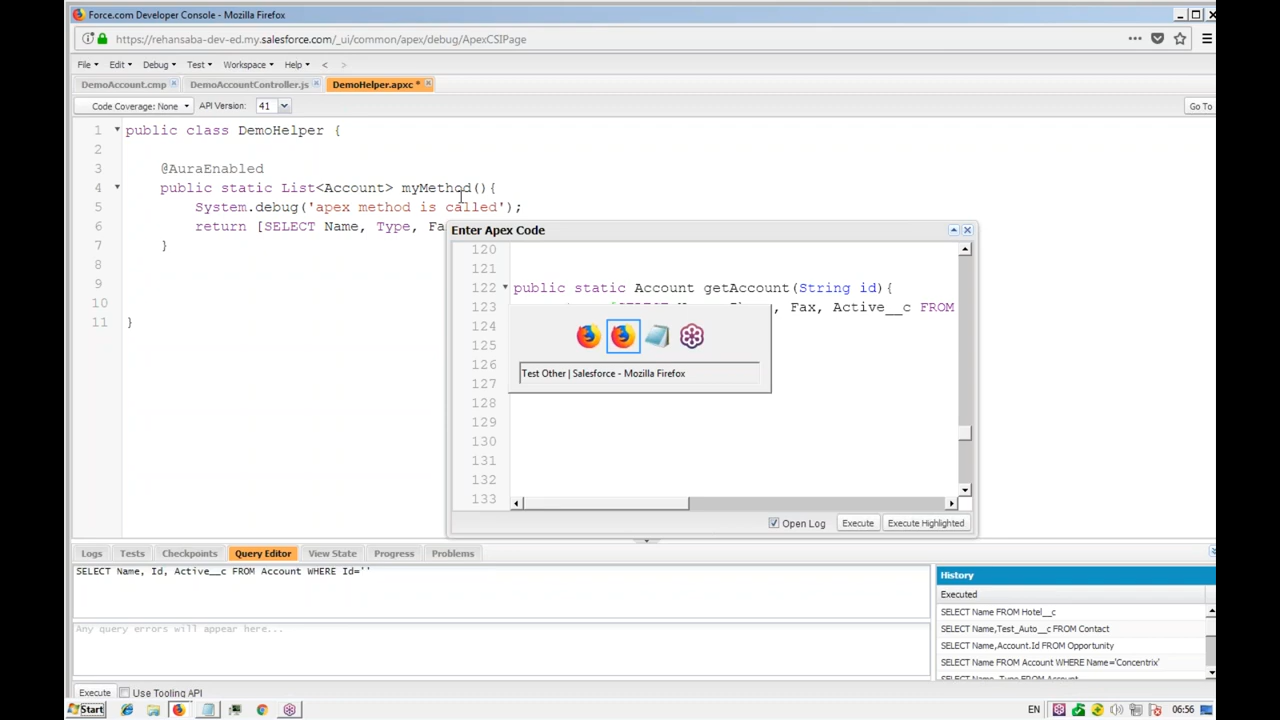 Force.com Developer Console - Mozilla Firefox
https://rehansaba-dev-ed.my.salesforce.com/_ui/common/apex/debug/ApexCSIPage
File Edit Debug Test Workspace Help < >
DemoAccount.cmp DemoAccountController.js DemoHelper.apxc *
Code Coverage: None API Version: 41 Go To
1 public class DemoHelper {
2
3 @AuraEnabled
4 public static List<Account> myMethod(){
5 System.debug('apex method is called');
6 return [SELECT Name, Type, Fa
7 }
8
9
10
11 }
Enter Apex Code
120
121
122 public static Account getAccount(String id){
123 , Fax, Active__c FROM
124
125
126
127
128
129
130
131
132
133
Test Other | Salesforce - Mozilla Firefox
Open Log Execute Execute Highlighted
Logs Tests Checkpoints Query Editor View State Progress Problems
SELECT Name, Id, Active__c FROM Account WHERE Id=''
Any query errors will appear here...
History
Executed
SELECT Name FROM Hotel__c
SELECT Name,Test_Auto__c FROM Contact
SELECT Name,Account.Id FROM Opportunity
SELECT Name FROM Account WHERE Name='Concentrix'
SELECT Name, Type FROM Account
Execute Use Tooling API
Start EN 06:56